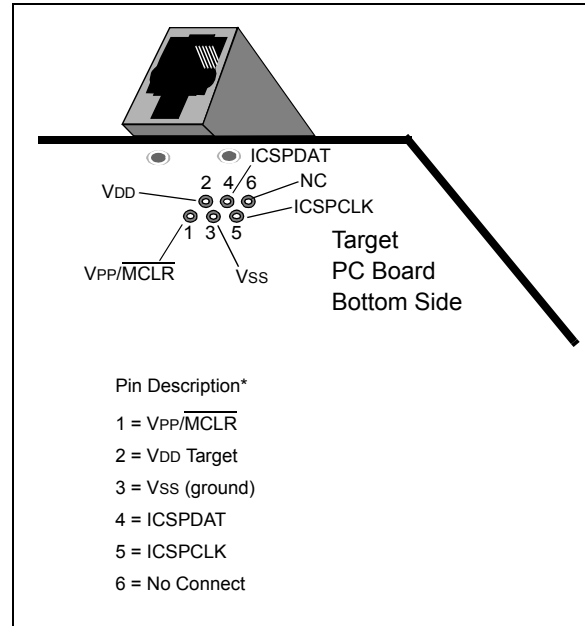 ICSPDAT
2 4 6 NC
VDD
ICSPCLK
1 3 5
VPP/MCLR
VSS
Target
PC Board
Bottom Side
Pin Description*
1 = VPP/MCLR
2 = VDD Target
3 = VSS (ground)
4 = ICSPDAT
5 = ICSPCLK
6 = No Connect